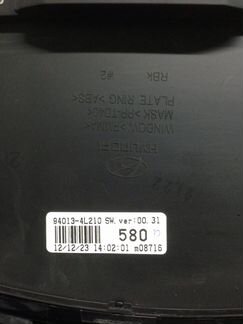 HYUNDAI
WINDOW >PMMA<
MASK >PP-TD40<
PLATE RING >ABS<
RBK #2
94013-4L210 SW.ver:00.31
580
12/12/23 14:02:01 m08716